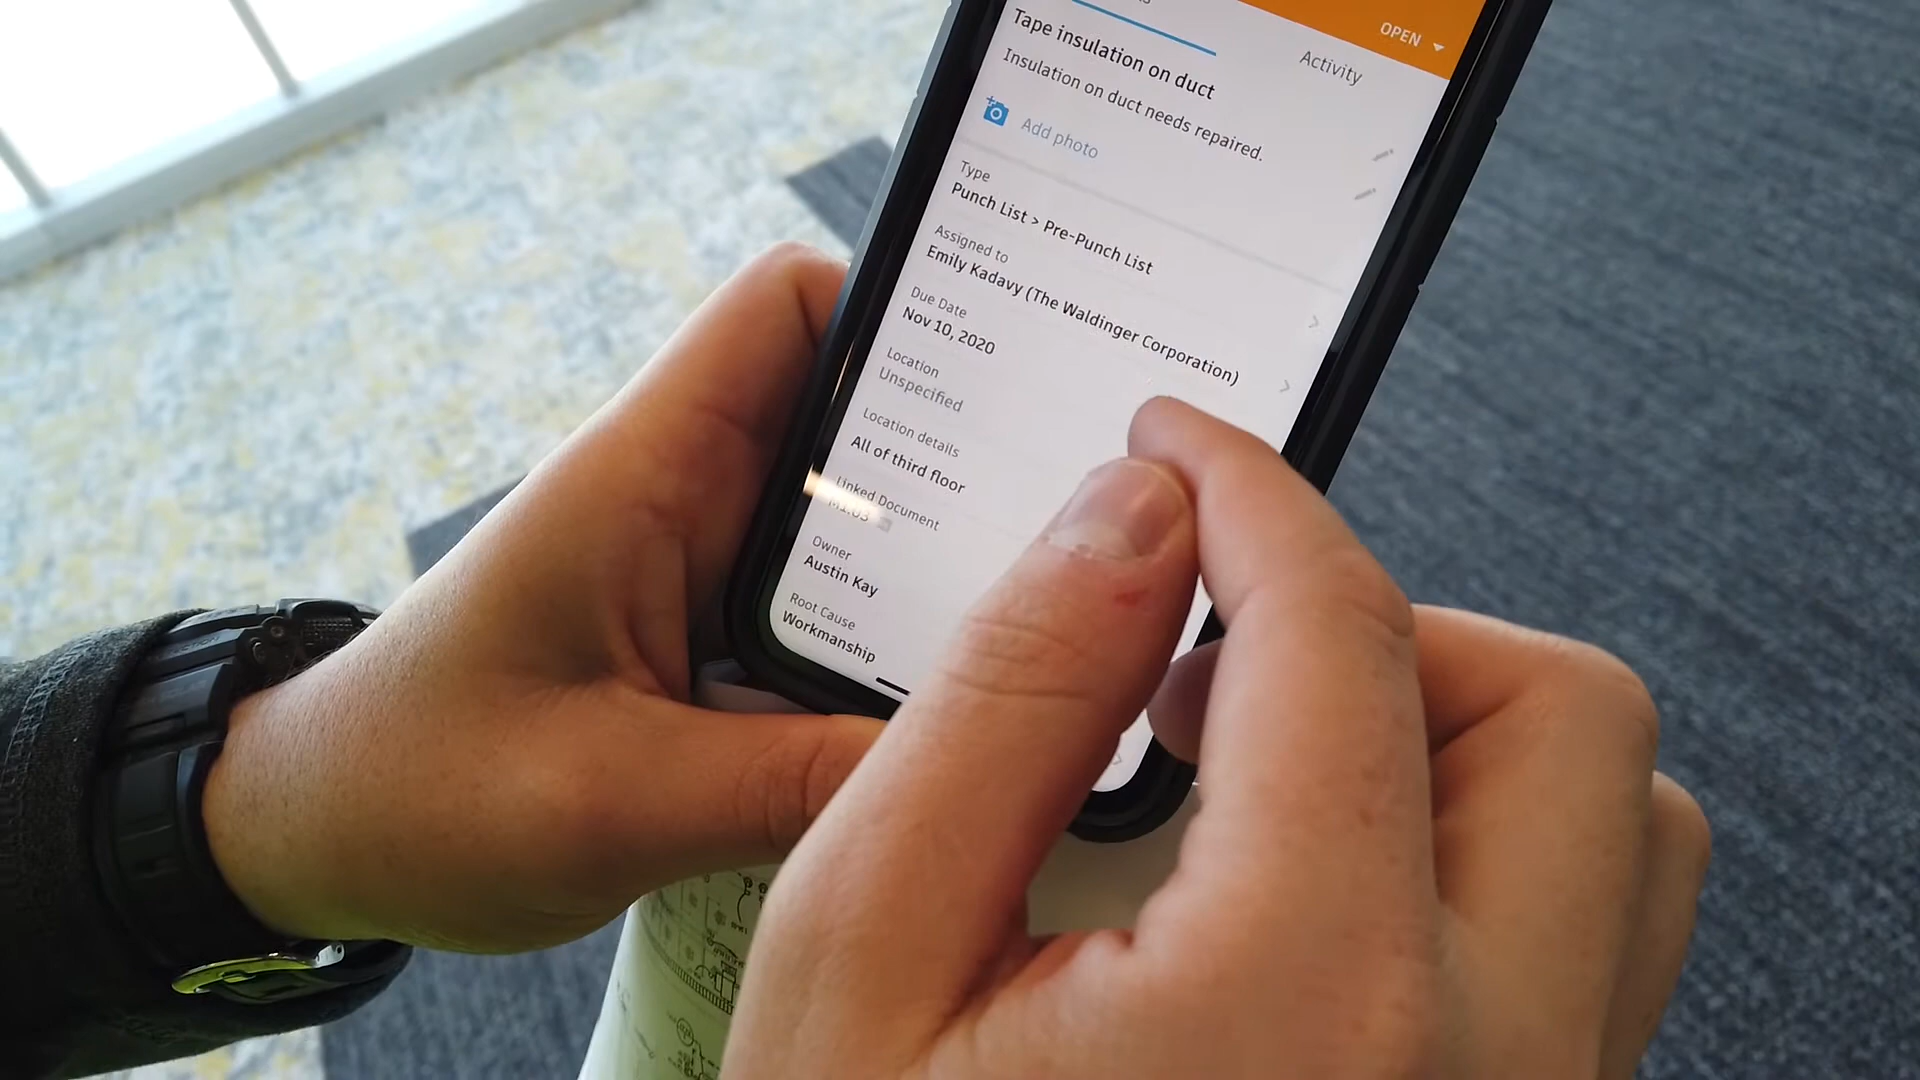 OPEN
Activity
Tape insulation on duct
Insulation on duct needs repaired.
Add photo
Type
Punch List > Pre-Punch List
Assigned to
Emily Kadavy (The Waldinger Corporation)
Due Date
Nov 10, 2020
Location
Unspecified
Location details
All of third floor
Linked Document
M1.03
Owner
Austin Kay
Root Cause
Workmanship